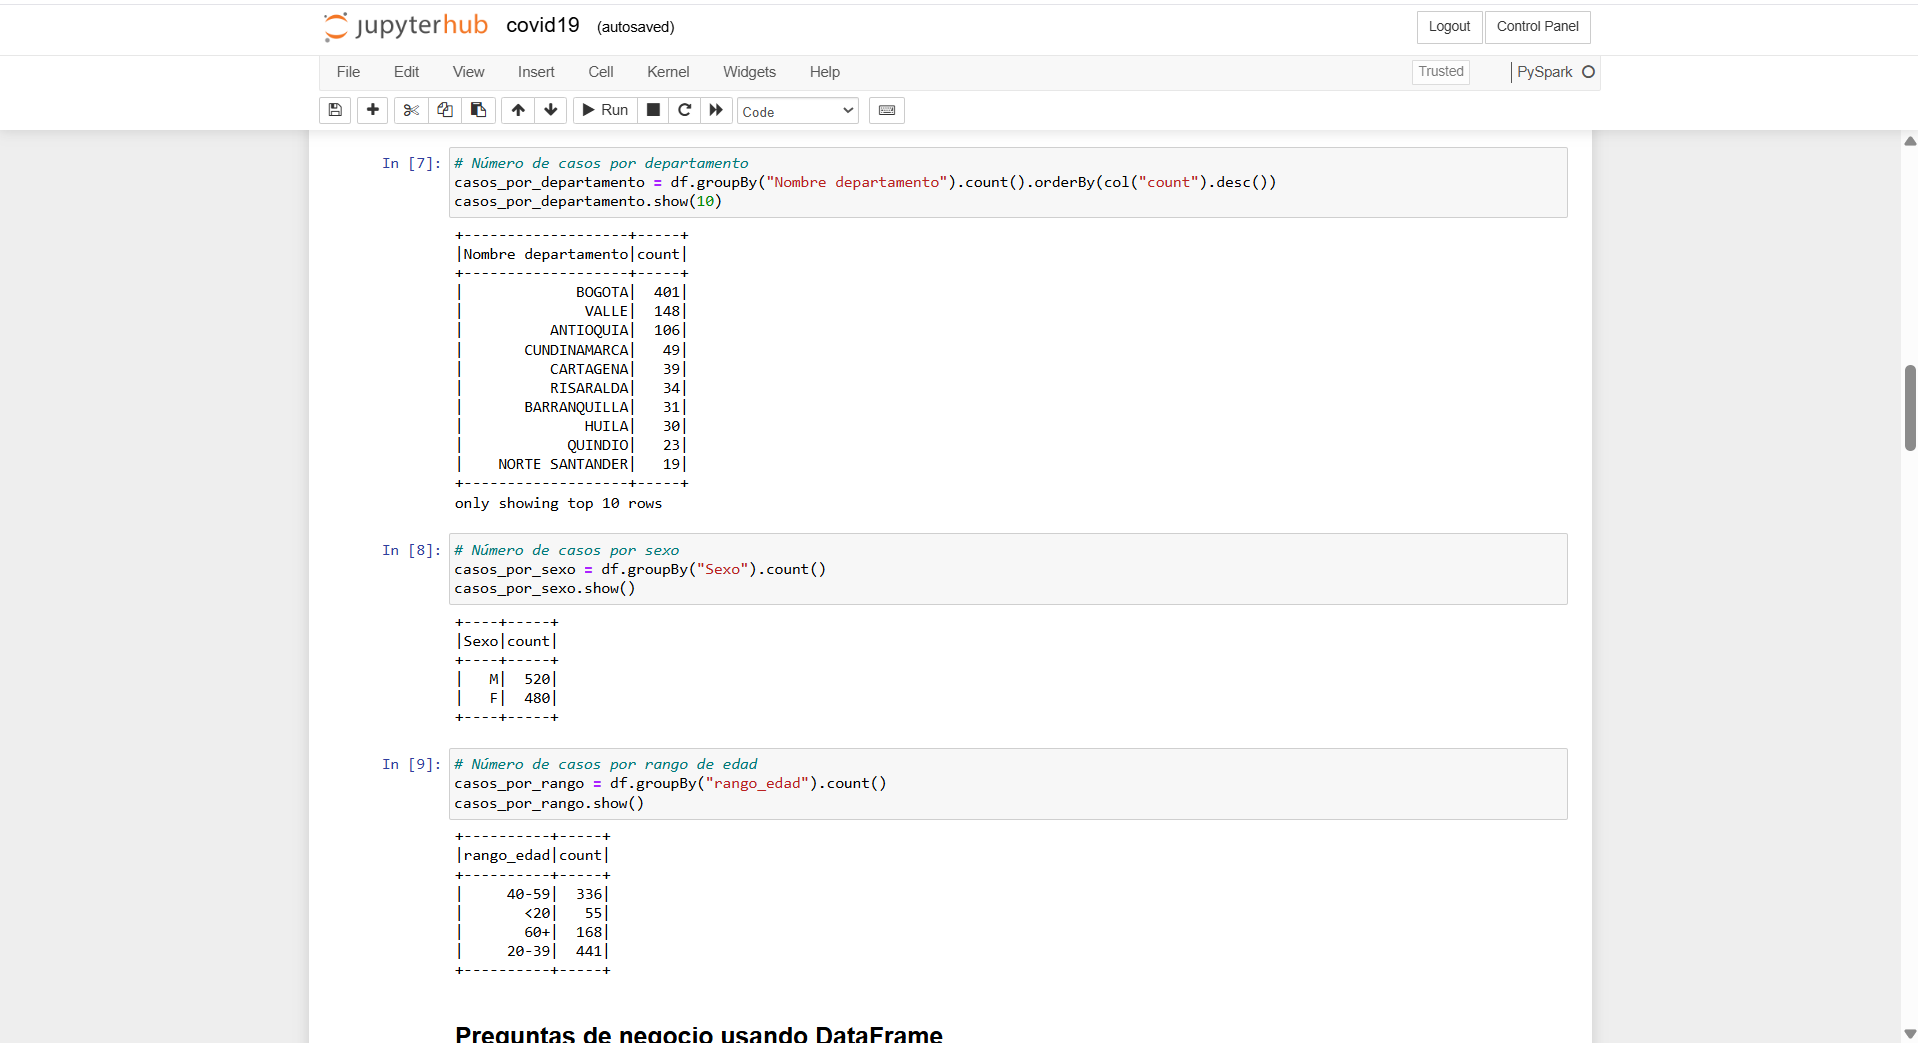 jupyterhub covid19 (autosaved) Logout Control Panel
File Edit View Insert Cell Kernel Widgets Help Trusted PySpark
Run Code
In [7]: # Número de casos por departamento
casos_por_departamento = df.groupBy("Nombre departamento").count().orderBy(col("count").desc())
casos_por_departamento.show(10)
+-------------------+-----+
|Nombre departamento|count|
+-------------------+-----+
|             BOGOTA|  401|
|              VALLE|  148|
|          ANTIOQUIA|  106|
|       CUNDINAMARCA|   49|
|          CARTAGENA|   39|
|          RISARALDA|   34|
|       BARRANQUILLA|   31|
|              HUILA|   30|
|            QUINDIO|   23|
|    NORTE SANTANDER|   19|
+-------------------+-----+
only showing top 10 rows
In [8]: # Número de casos por sexo
casos_por_sexo = df.groupBy("Sexo").count()
casos_por_sexo.show()
+----+-----+
|Sexo|count|
+----+-----+
|   M|  520|
|   F|  480|
+----+-----+
In [9]: # Número de casos por rango de edad
casos_por_rango = df.groupBy("rango_edad").count()
casos_por_rango.show()
+----------+-----+
|rango_edad|count|
+----------+-----+
|     40-59|  336|
|       <20|   55|
|       60+|  168|
|     20-39|  441|
+----------+-----+
Preguntas de negocio usando DataFrame